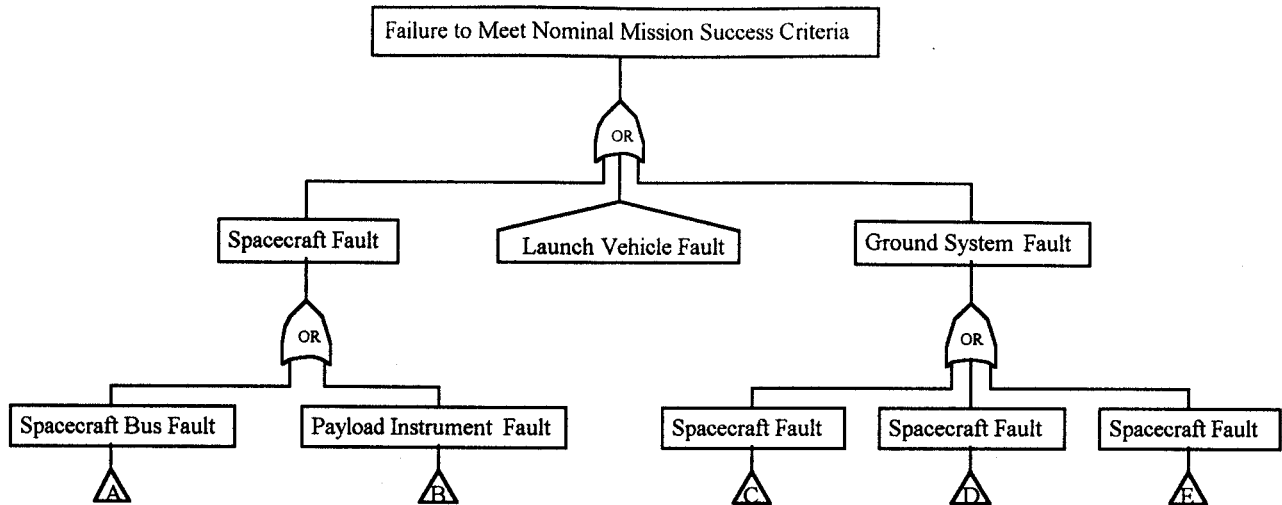 Failure to Meet Nominal Mission Success Criteria
OR
Spacecraft Fault
Launch Vehicle Fault
Ground System Fault
OR
OR
Spacecraft Bus Fault
Payload Instrument Fault
Spacecraft Fault
Spacecraft Fault
Spacecraft Fault
A
B
C
D
E